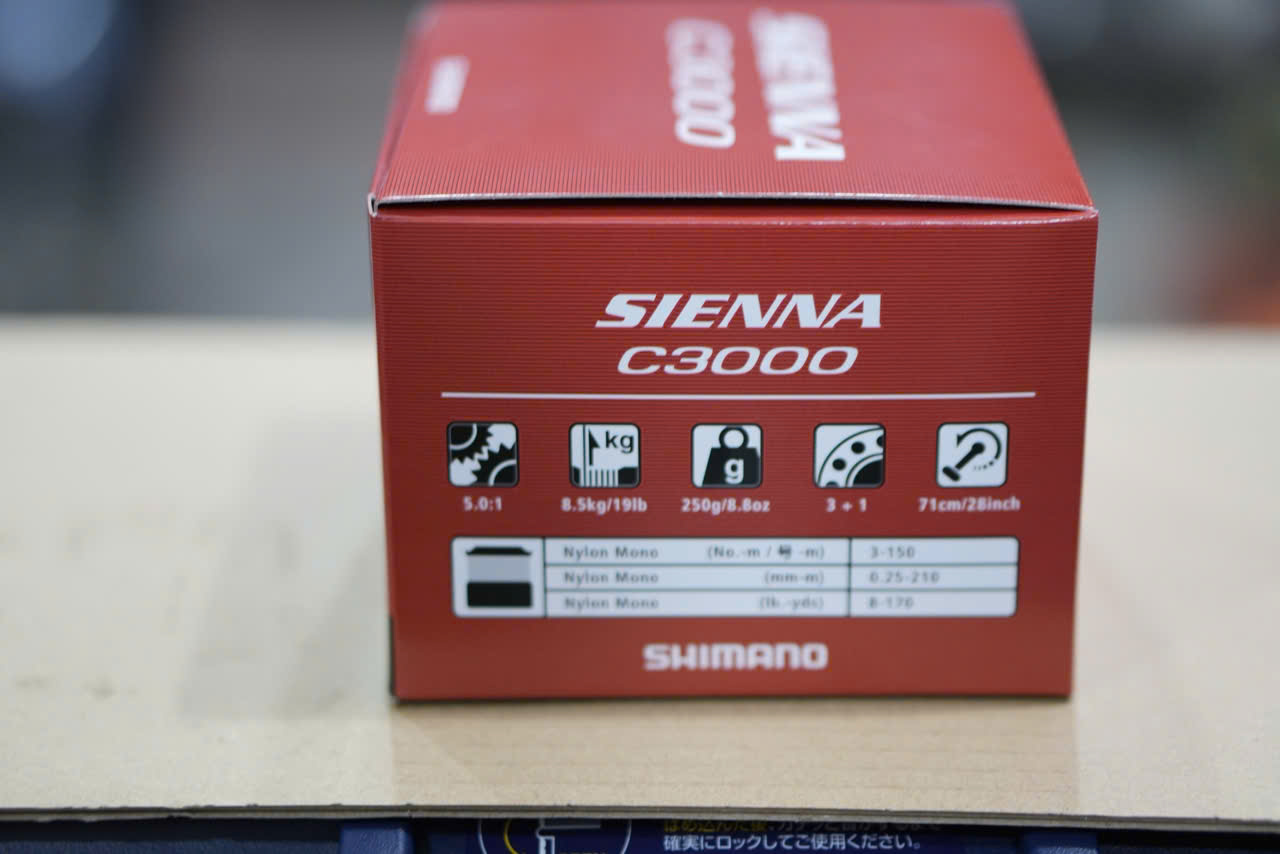 SIENNA
C3000
SIENNA
C3000
kg
g
5.0:1 8.5kg/19lb 250g/8.8oz 3 + 1 71cm/28inch
Nylon Mono (No.-m / 号 -m) 3-150
Nylon Mono (mm-m) 0.25-210
Nylon Mono (lb.-yds) 8-170
SHIMANO
確実にロックしてご使用ください。